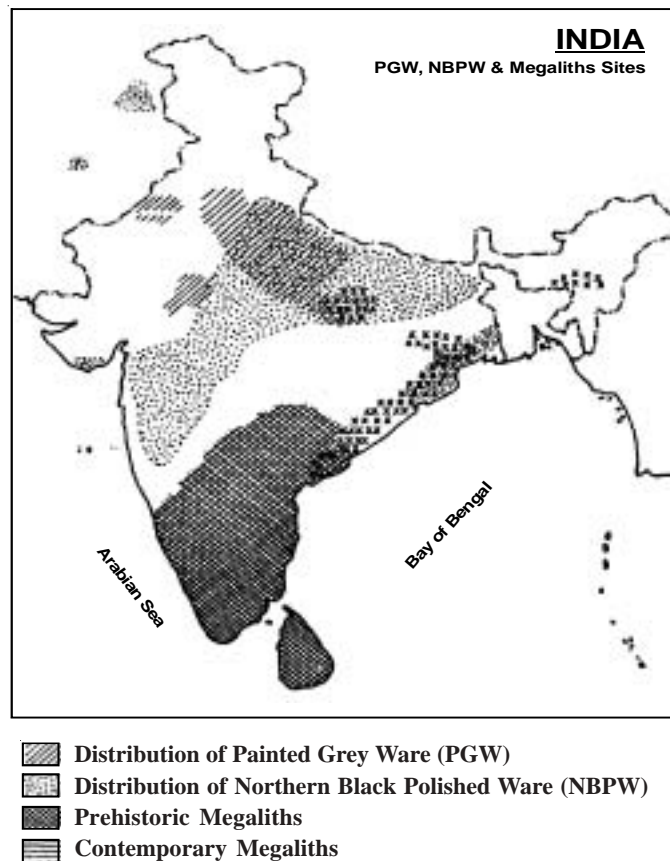 INDIA
PGW, NBPW & Megaliths Sites
Arabian Sea
Bay of Bengal
Distribution of Painted Grey Ware (PGW)
Distribution of Northern Black Polished Ware (NBPW)
Prehistoric Megaliths
Contemporary Megaliths